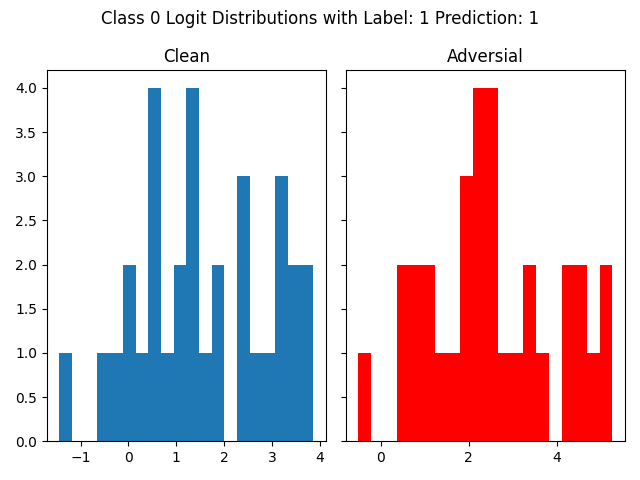 Class 0 Logit Distributions with Label: 1 Prediction: 1
Clean
Adversial
4.0
3.5
3.0
2.5
2.0
1.5
1.0
0.5
0.0
−1 0 1 2 3 4
0 2 4